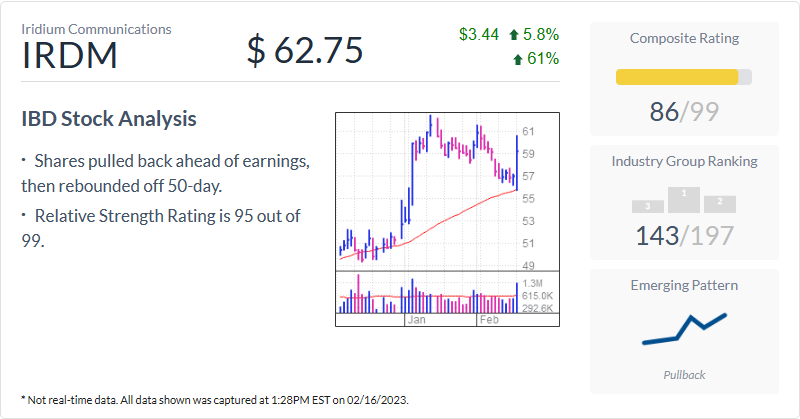 Iridium Communications
IRDM
$ 62.75
$3.44 5.8%
61%
IBD Stock Analysis
· Shares pulled back ahead of earnings,
then rebounded off 50-day.
· Relative Strength Rating is 95 out of
99.
61
59
57
55
53
51
49
1.3M
615.0K
292.6K
Jan
Feb
Composite Rating
86/99
Industry Group Ranking
3
1
2
143/197
Emerging Pattern
Pullback
* Not real-time data. All data shown was captured at 1:28PM EST on 02/16/2023.